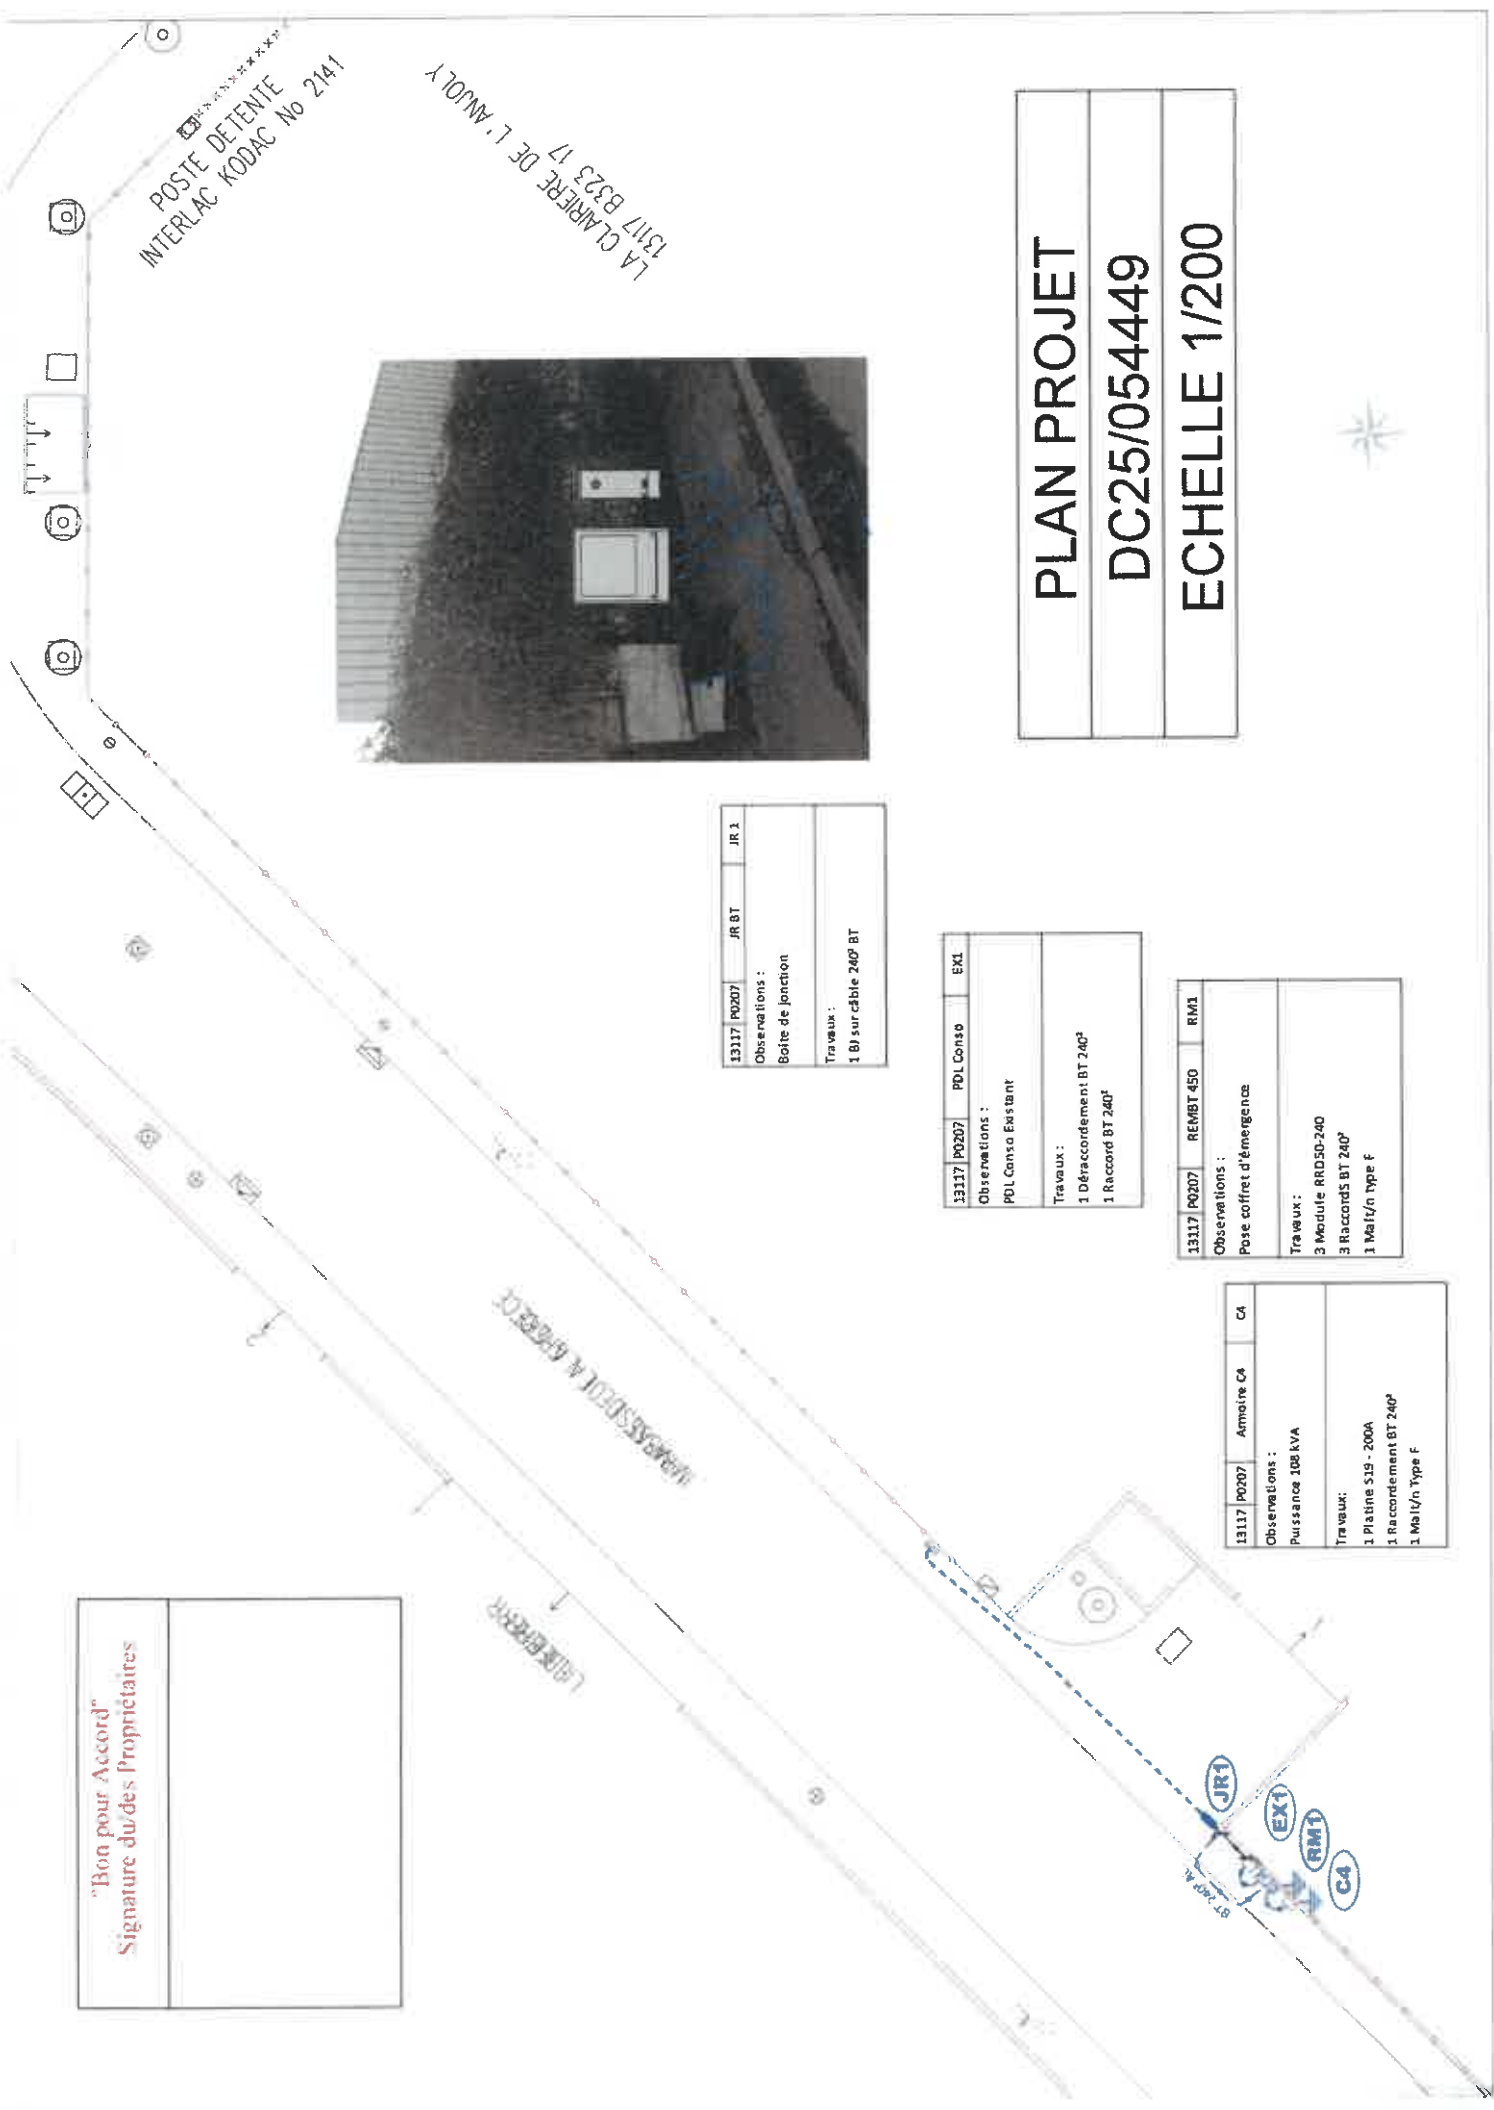 "Bon pour Accord"
Signature du/des Propriétaires
POSTE DETENTE
INTERLAC KODAC No 2141
LA CLAIRIERE DE L'ANJOLY
13117 B323 17
13117 P0207 JR BT JR 1
Observations :
Boite de jonction
Travaux :
1 BJ sur câble 240² BT
13117 P0207 PDL Conso EX1
Observations :
PDL Conso Existant
Travaux :
1 Déraccordement BT 240²
1 Raccord BT 240²
13117 P0207 REMBT 450 RM1
Observations :
Pose coffret d'émergence
Travaux :
3 Module RRD50-240
3 Raccords BT 240²
1 Malt/n Type F
13117 P0207 Armoire C4 C4
Observations :
Puissance 108 kVA
Travaux:
1 Platine S19 - 200A
1 Raccordement BT 240²
1 Malt/n Type F
PLAN PROJET
DC25/054449
ECHELLE 1/200
BT 240² AL
JR1
EX1
RM1
C4